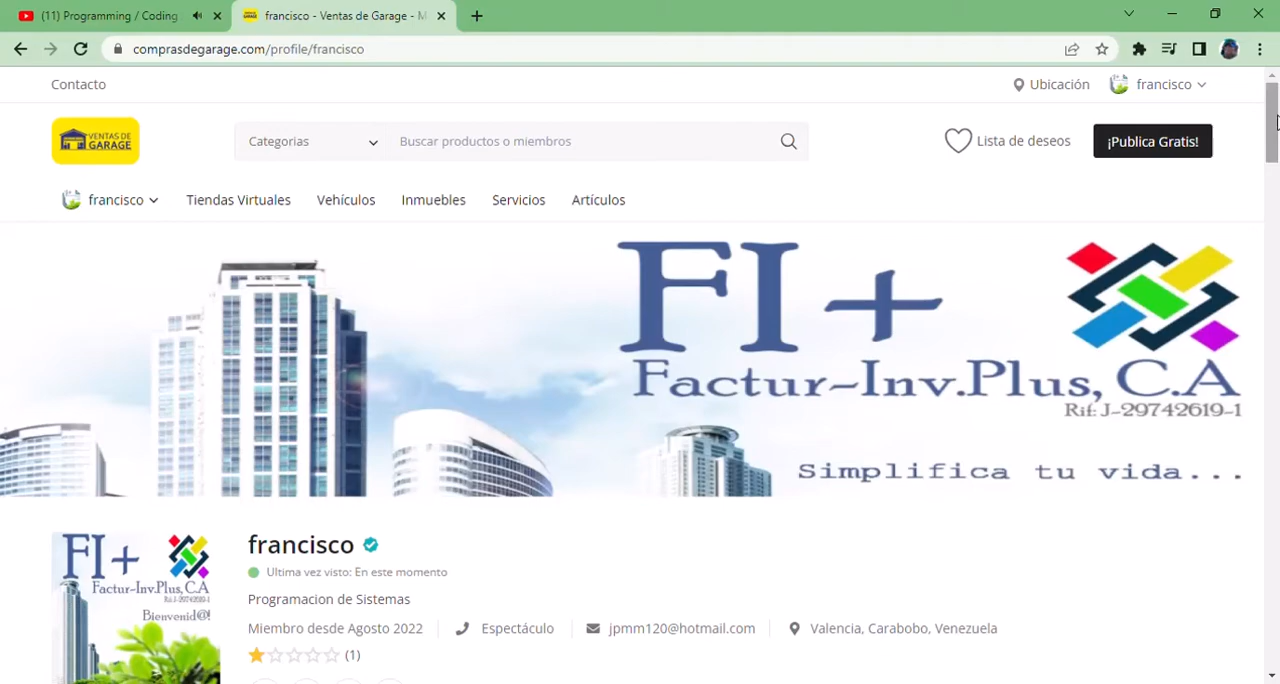 (11) Programming / Coding
francisco - Ventas de Garage - M
comprasdegarage.com/profile/francisco
Contacto
Ubicación
francisco
VENTAS DE
GARAGE
Categorias
Buscar productos o miembros
Lista de deseos
¡Publica Gratis!
francisco
Tiendas Virtuales
Vehículos
Inmuebles
Servicios
Artículos
FI+
Factur-Inv.Plus, C.A
Rif: J-29742619-1
Simplifica tu vida...
FI+
Factur-Inv.Plus, C.A
Rif: J-29742619-1
Bienvenid@!
francisco
Ultima vez visto: En este momento
Programacion de Sistemas
Miembro desde Agosto 2022
Espectáculo
jpmm120@hotmail.com
Valencia, Carabobo, Venezuela
(1)